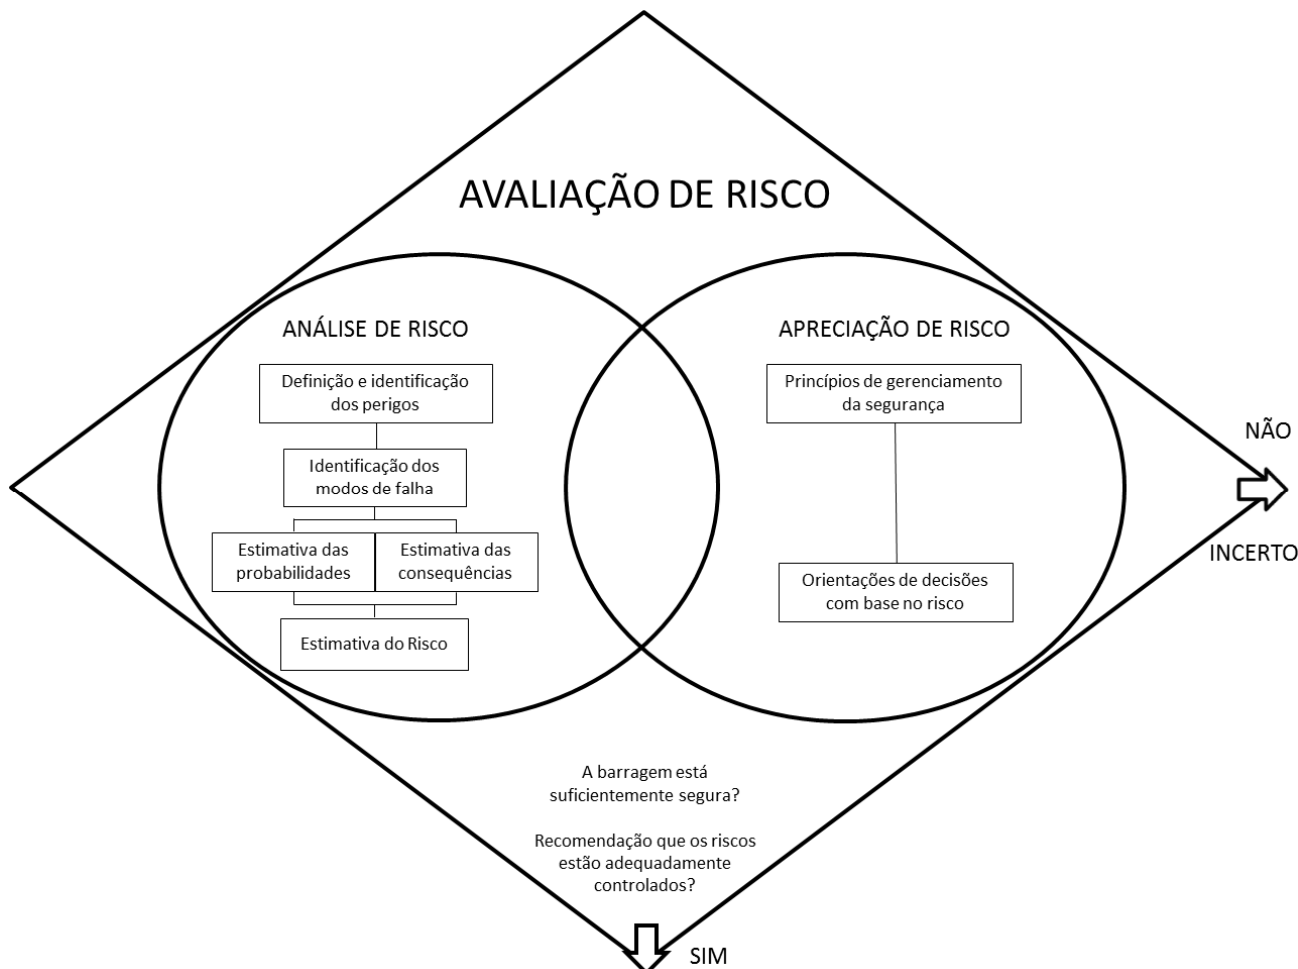 AVALIAÇÃO DE RISCO
ANÁLISE DE RISCO
Definição e identificação
dos perigos
Identificação dos
modos de falha
Estimativa das
probabilidades
Estimativa das
consequências
Estimativa do Risco
APRECIAÇÃO DE RISCO
Princípios de gerenciamento
da segurança
Orientações de decisões
com base no risco
NÃO
INCERTO
A barragem está
suficientemente segura?
Recomendação que os riscos
estão adequadamente
controlados?
SIM